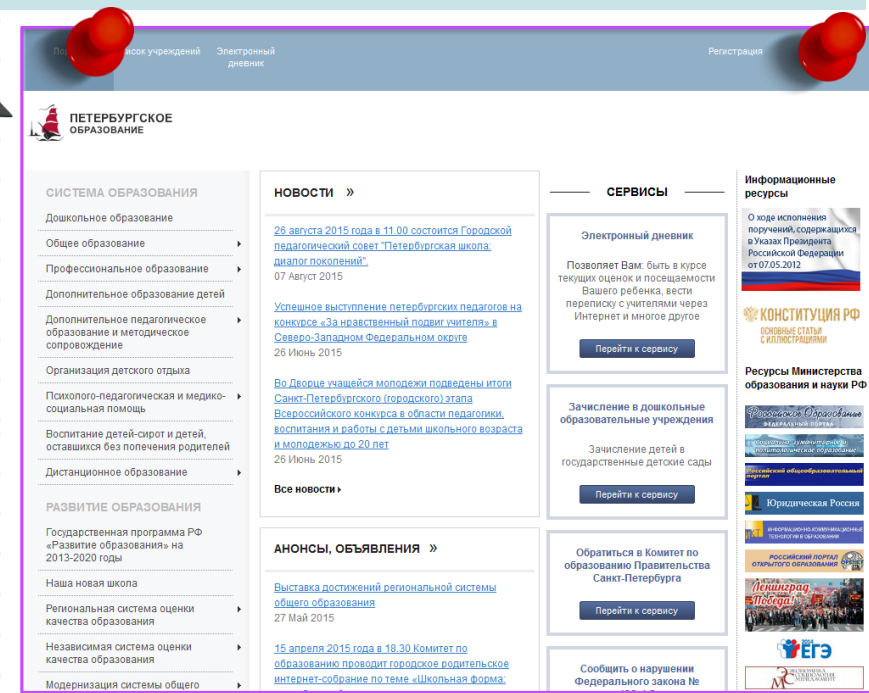 Электронный
дневник
Регистрация
ПЕТЕРБУРГСКОЕ
ОБРАЗОВАНИЕ
СИСТЕМА ОБРАЗОВАНИЯ
Дошкольное образование
Общее образование
Профессиональное образование
Дополнительное образование детей
Дополнительное педагогическое
образование и методическое
сопровождение
Организация детского отдыха
Психолого-педагогическая и медико-
социальная помощь
Воспитание детей-сирот и детей,
оставшихся без попечения родителей
Дистанционное образование
РАЗВИТИЕ ОБРАЗОВАНИЯ
Государственная программа РФ
«Развитие образования» на
2013-2020 годы
Наша новая школа
Региональная система оценки
качества образования
Независимая система оценки
качества образования
Модернизация системы общего
НОВОСТИ »
26 августа 2015 года в 11.00 состоится Городской
педагогический совет "Петербургская школа:
диалог поколений".
07 Август 2015
Успешное выступление петербургских педагогов на
конкурсе «За нравственный подвиг учителя» в
Северо-Западном Федеральном округе
26 Июнь 2015
Во Дворце учащейся молодежи подведены итоги
Санкт-Петербургского (городского) этапа
Всероссийского конкурса в области педагогики,
воспитания и работы с детьми школьного возраста
и молодежью до 20 лет
26 Июнь 2015
Все новости
АНОНСЫ, ОБЪЯВЛЕНИЯ »
Выставка достижений региональной системы
общего образования
27 Май 2015
15 апреля 2015 года в 18.30 Комитет по
образованию проводит городское родительское
интернет-собрание по теме «Школьная форма:
СЕРВИСЫ
Электронный дневник
Позволяет Вам: быть в курсе
текущих оценок и посещаемости
Вашего ребенка, вести
переписку с учителями через
Интернет и многое другое
Перейти к сервису
Зачисление в дошкольные
образовательные учреждения
Зачисление детей в
государственные детские сады
Перейти к сервису
Обратиться в Комитет по
образованию Правительства
Санкт-Петербурга
Перейти к сервису
Сообщить о нарушении
Федерального закона №
Информационные
ресурсы
О ходе исполнения
поручений, содержащихся
в Указах Президента
Российской Федерации
от 07.05.2012
КОНСТИТУЦИЯ РФ
ОСНОВНЫЕ СТАТЬИ
С ИЛЛЮСТРАЦИЯМИ
Ресурсы Министерства
образования и науки РФ
Российское Образование
ФЕДЕРАЛЬНЫЙ ПОРТАЛ
Российский общеобразовательный
портал
Юридическая Россия
ИНФОРМАЦИОННО-КОММУНИКАЦИОННЫЕ
ТЕХНОЛОГИИ В ОБРАЗОВАНИИ
РОССИЙСКИЙ ПОРТАЛ
ОТКРЫТОГО ОБРАЗОВАНИЯ
Ленинград
Победа!
ЕГЭ
ЭКОНОМИКА
СОЦИОЛОГИЯ
МЕНЕДЖМЕНТ